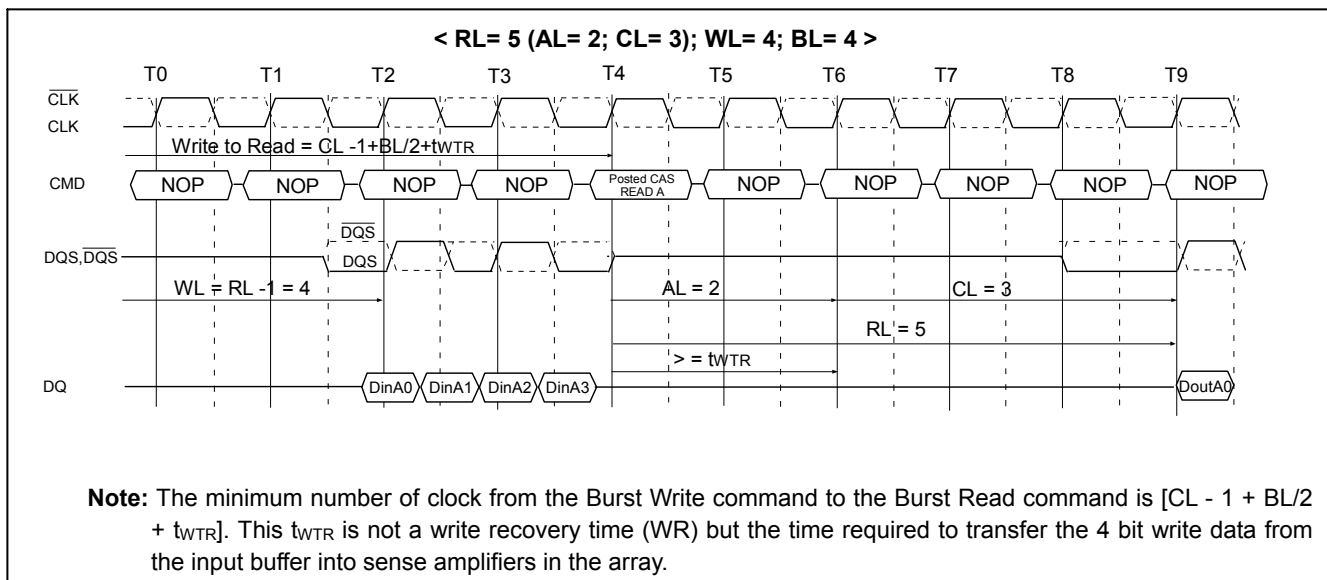 < RL= 5 (AL= 2; CL= 3); WL= 4; BL= 4 >
T0 T1 T2 T3 T4 T5 T6 T7 T8 T9
CLK
CLK
Write to Read = CL -1+BL/2+tWTR
CMD NOP NOP NOP NOP Posted CAS READ A NOP NOP NOP NOP NOP
DQS
DQS,DQS DQS
WL = RL -1 = 4 AL = 2 CL = 3
RL = 5
> = tWTR
DQ DinA0 DinA1 DinA2 DinA3 DoutA0
Note: The minimum number of clock from the Burst Write command to the Burst Read command is [CL - 1 + BL/2
+ tWTR]. This tWTR is not a write recovery time (WR) but the time required to transfer the 4 bit write data from
the input buffer into sense amplifiers in the array.